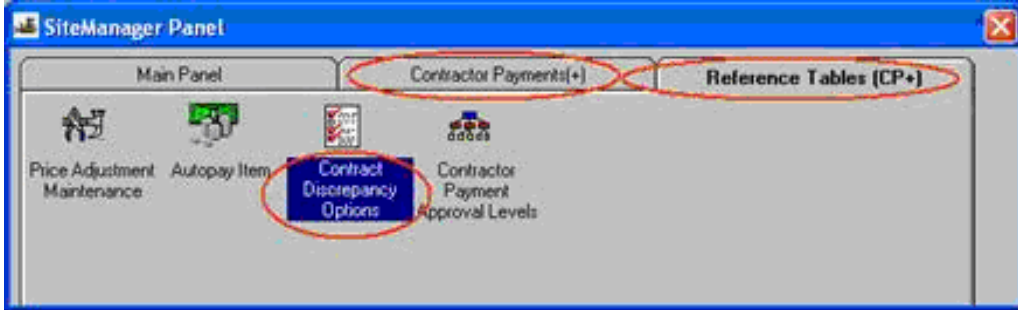 SiteManager Panel
Main Panel
Contractor Payments(+)
Reference Tables (CP+)
Price Adjustment
Maintenance
Autopay Item
Contract
Discrepancy
Options
Contractor
Payment
Approval Levels